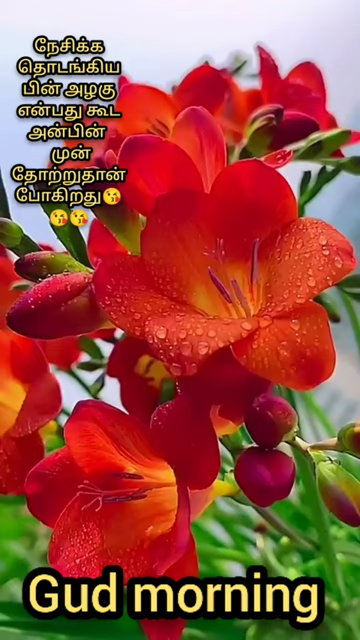 நேசிக்க
தொடங்கிய
பின் அழகு
என்பது கூட
அன்பின்
முன்
தோற்றுதான்
போகிறது😘
😘😘
Gud morning